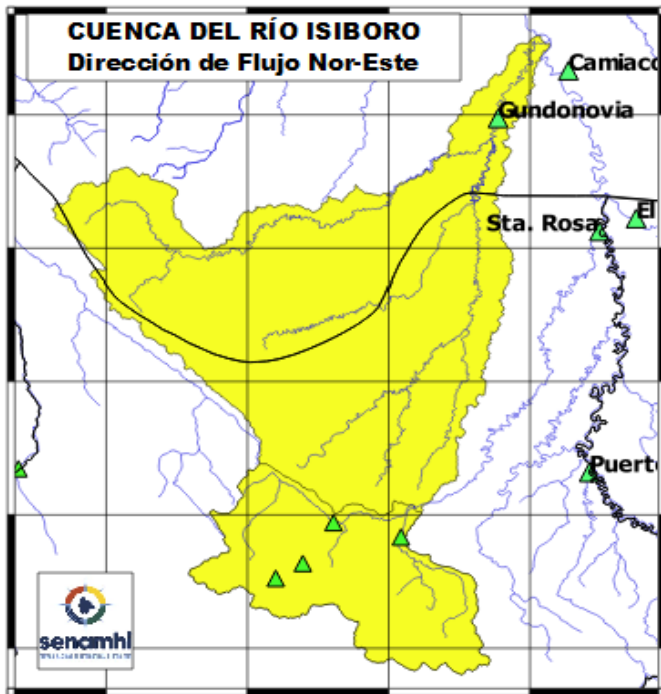 CUENCA DEL RÍO ISIBORO
Dirección de Flujo Nor-Este
Camiaco
Gundonovia
El
Sta. Rosa
Puerto
senamhi